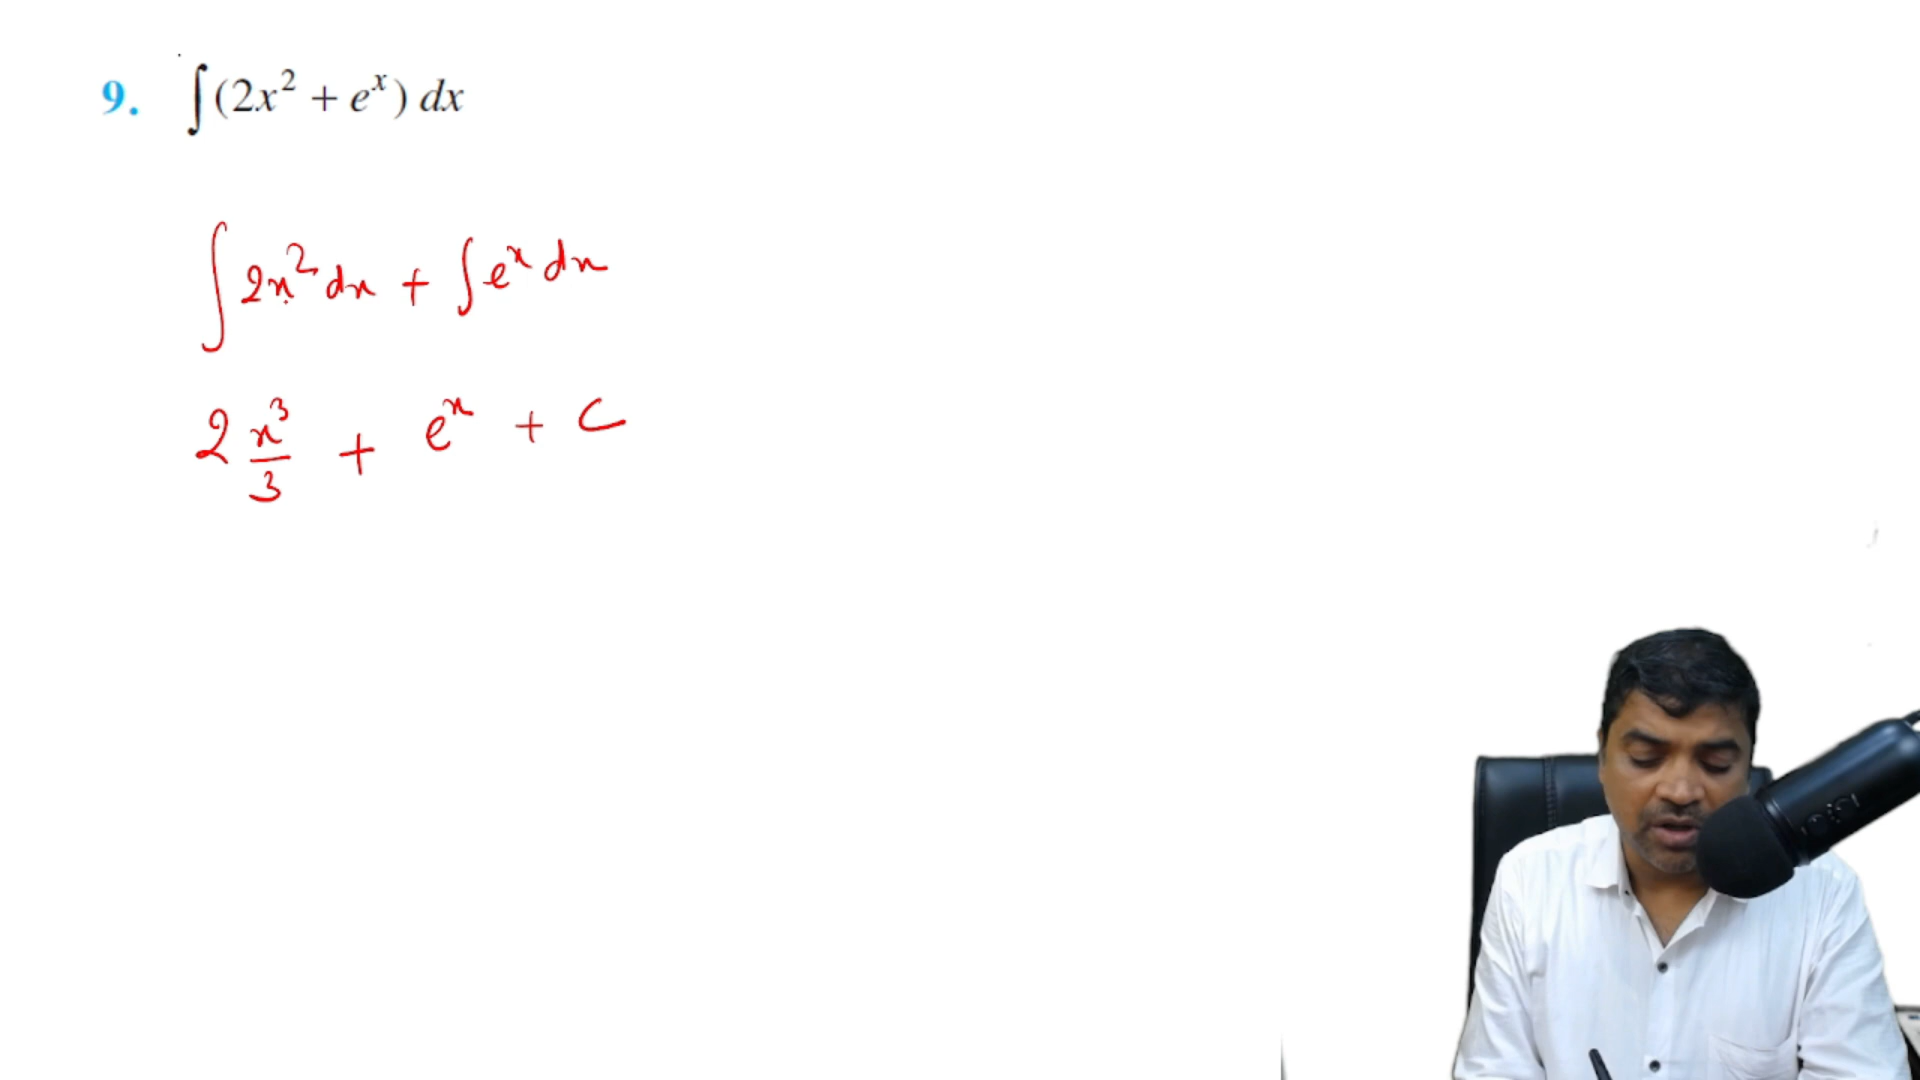 9. ∫(2x² + eˣ) dx
∫2x² dx + ∫eˣ dx
2 x³/3 + eˣ + C